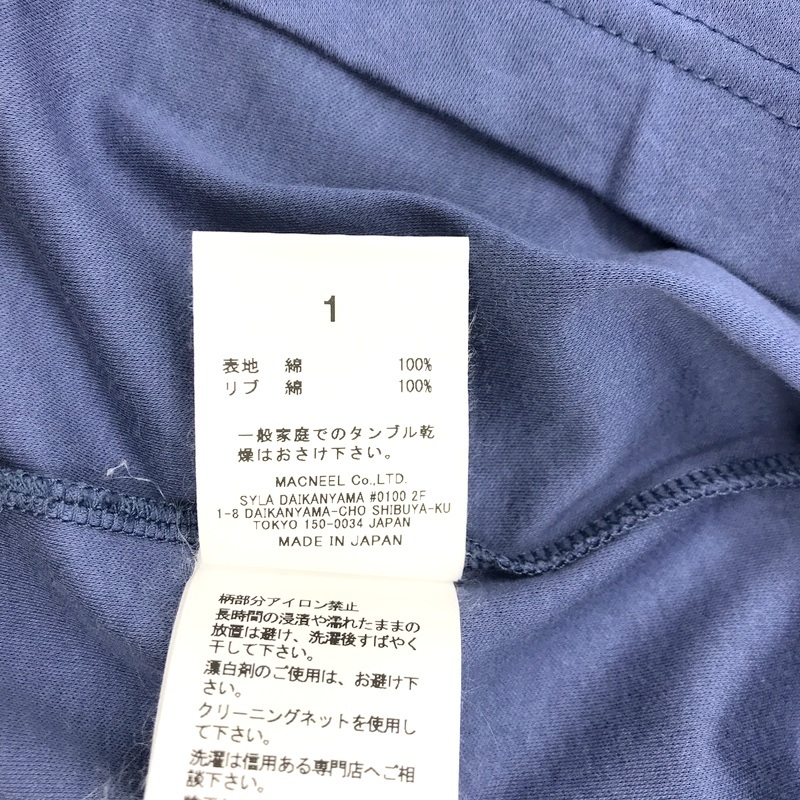 1
表地 綿 100%
リブ 綿 100%
一般家庭でのタンブル乾
燥はおさけ下さい。
MACNEEL Co.,LTD.
SYLA DAIKANYAMA #0100 2F
1-8 DAIKANYAMA-CHO SHIBUYA-KU
TOKYO 150-0034 JAPAN
MADE IN JAPAN
柄部分アイロン禁止
長時間の浸漬や濡れたままの
放置は避け、洗濯後すばやく
干して下さい。
漂白剤のご使用は、お避け下
さい。
クリーニングネットを使用し
て下さい。
洗濯は信用ある専門店へご相
談下さい。